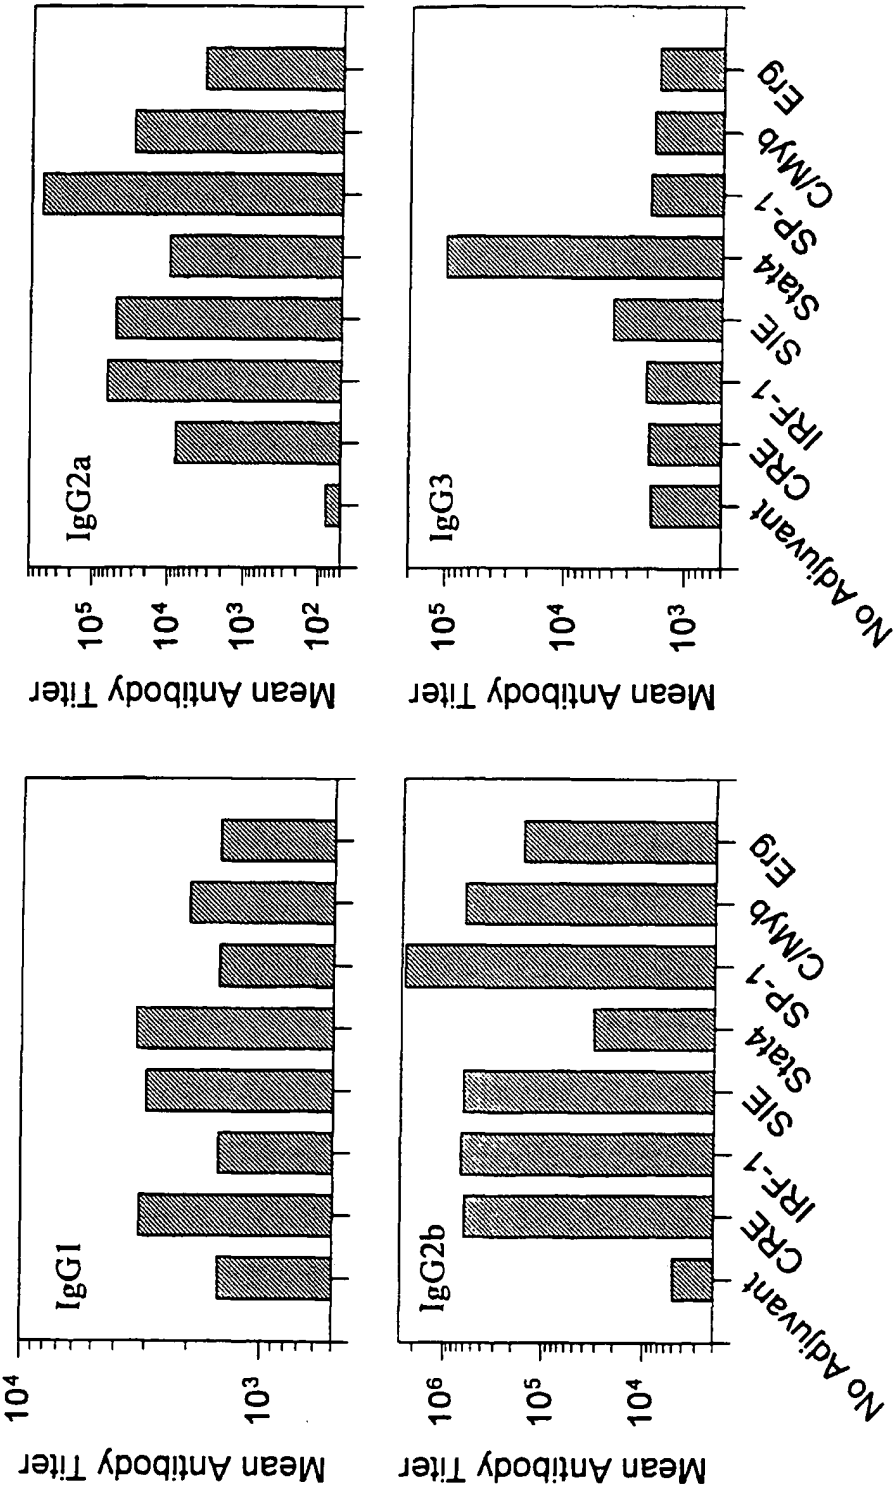 IgG1
Mean Antibody Titer
10⁴
10³
IgG2a
Mean Antibody Titer
10⁵
10⁴
10³
10²
IgG2b
Mean Antibody Titer
10⁶
10⁵
10⁴
No Adjuvant
CRE
IRF-1
SIE
Stat4
SP-1
C/Myb
Erg
IgG3
Mean Antibody Titer
10⁵
10⁴
10³
No Adjuvant
CRE
IRF-1
SIE
Stat4
SP-1
C/Myb
Erg